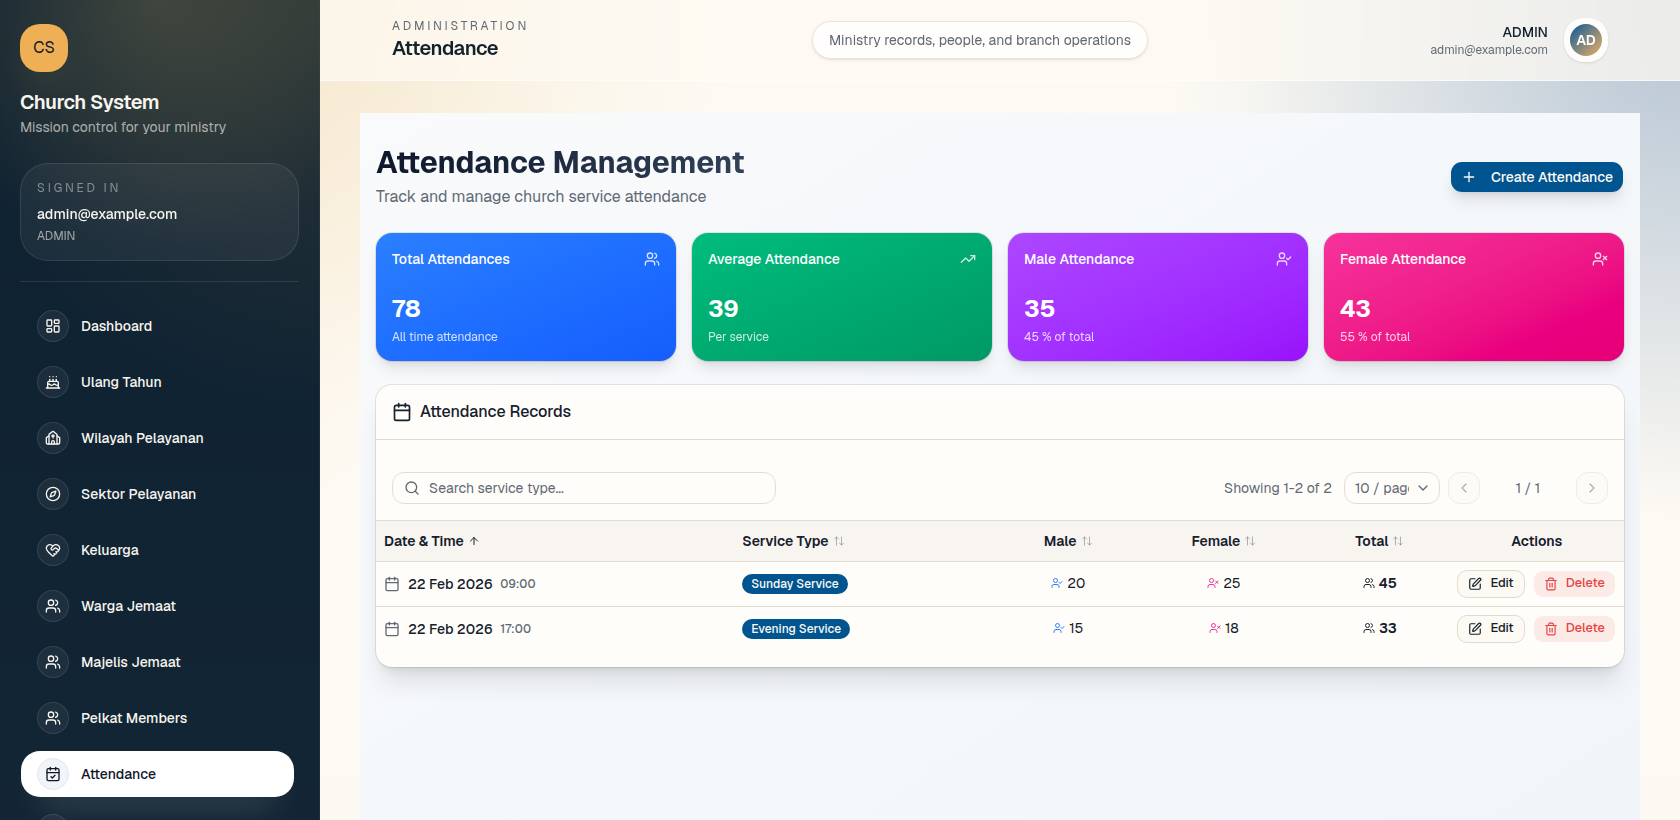 CS
Church System
Mission control for your ministry
SIGNED IN
admin@example.com
ADMIN
Dashboard
Ulang Tahun
Wilayah Pelayanan
Sektor Pelayanan
Keluarga
Warga Jemaat
Majelis Jemaat
Pelkat Members
Attendance
ADMINISTRATION
Attendance
Ministry records, people, and branch operations
ADMIN
admin@example.com
AD
Attendance Management
Track and manage church service attendance
Create Attendance
Total Attendances
78
All time attendance
Average Attendance
39
Per service
Male Attendance
35
45 % of total
Female Attendance
43
55 % of total
Attendance Records
Search service type...
Showing 1-2 of 2
10 / page
1 / 1
Date & Time Service Type Male Female Total Actions
22 Feb 2026 09:00 Sunday Service 20 25 45 Edit Delete
22 Feb 2026 17:00 Evening Service 15 18 33 Edit Delete